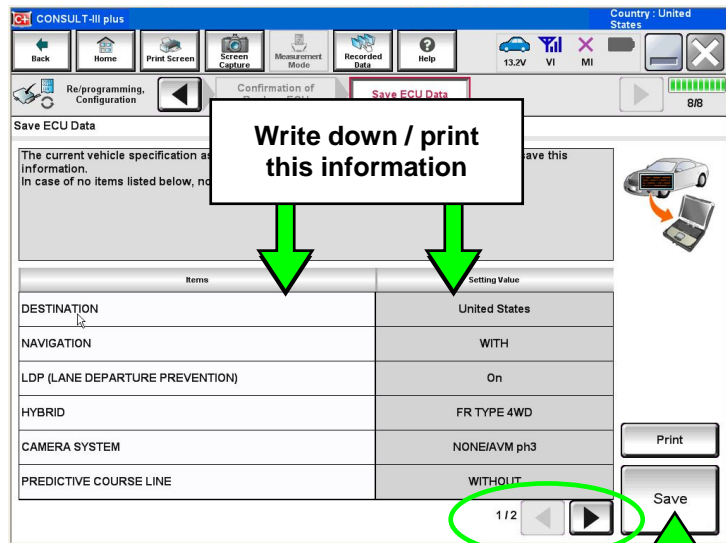 CONSULT-III plus
Country : United
States
Back
Home
Print Screen
Screen
Capture
Measurement
Mode
Recorded
Data
Help
13.2V
VI
MI
Re/programming,
Configuration
Confirmation of
Save ECU Data
8/8
Save ECU Data
Write down / print
this information
The current vehicle specification as
save this
information.
In case of no items listed below,
Items
Setting Value
DESTINATION
United States
NAVIGATION
WITH
LDP (LANE DEPARTURE PREVENTION)
On
HYBRID
FR TYPE 4WD
CAMERA SYSTEM
NONE/AVM ph3
PREDICTIVE COURSE LINE
WITHOUT
1/2
Print
Save